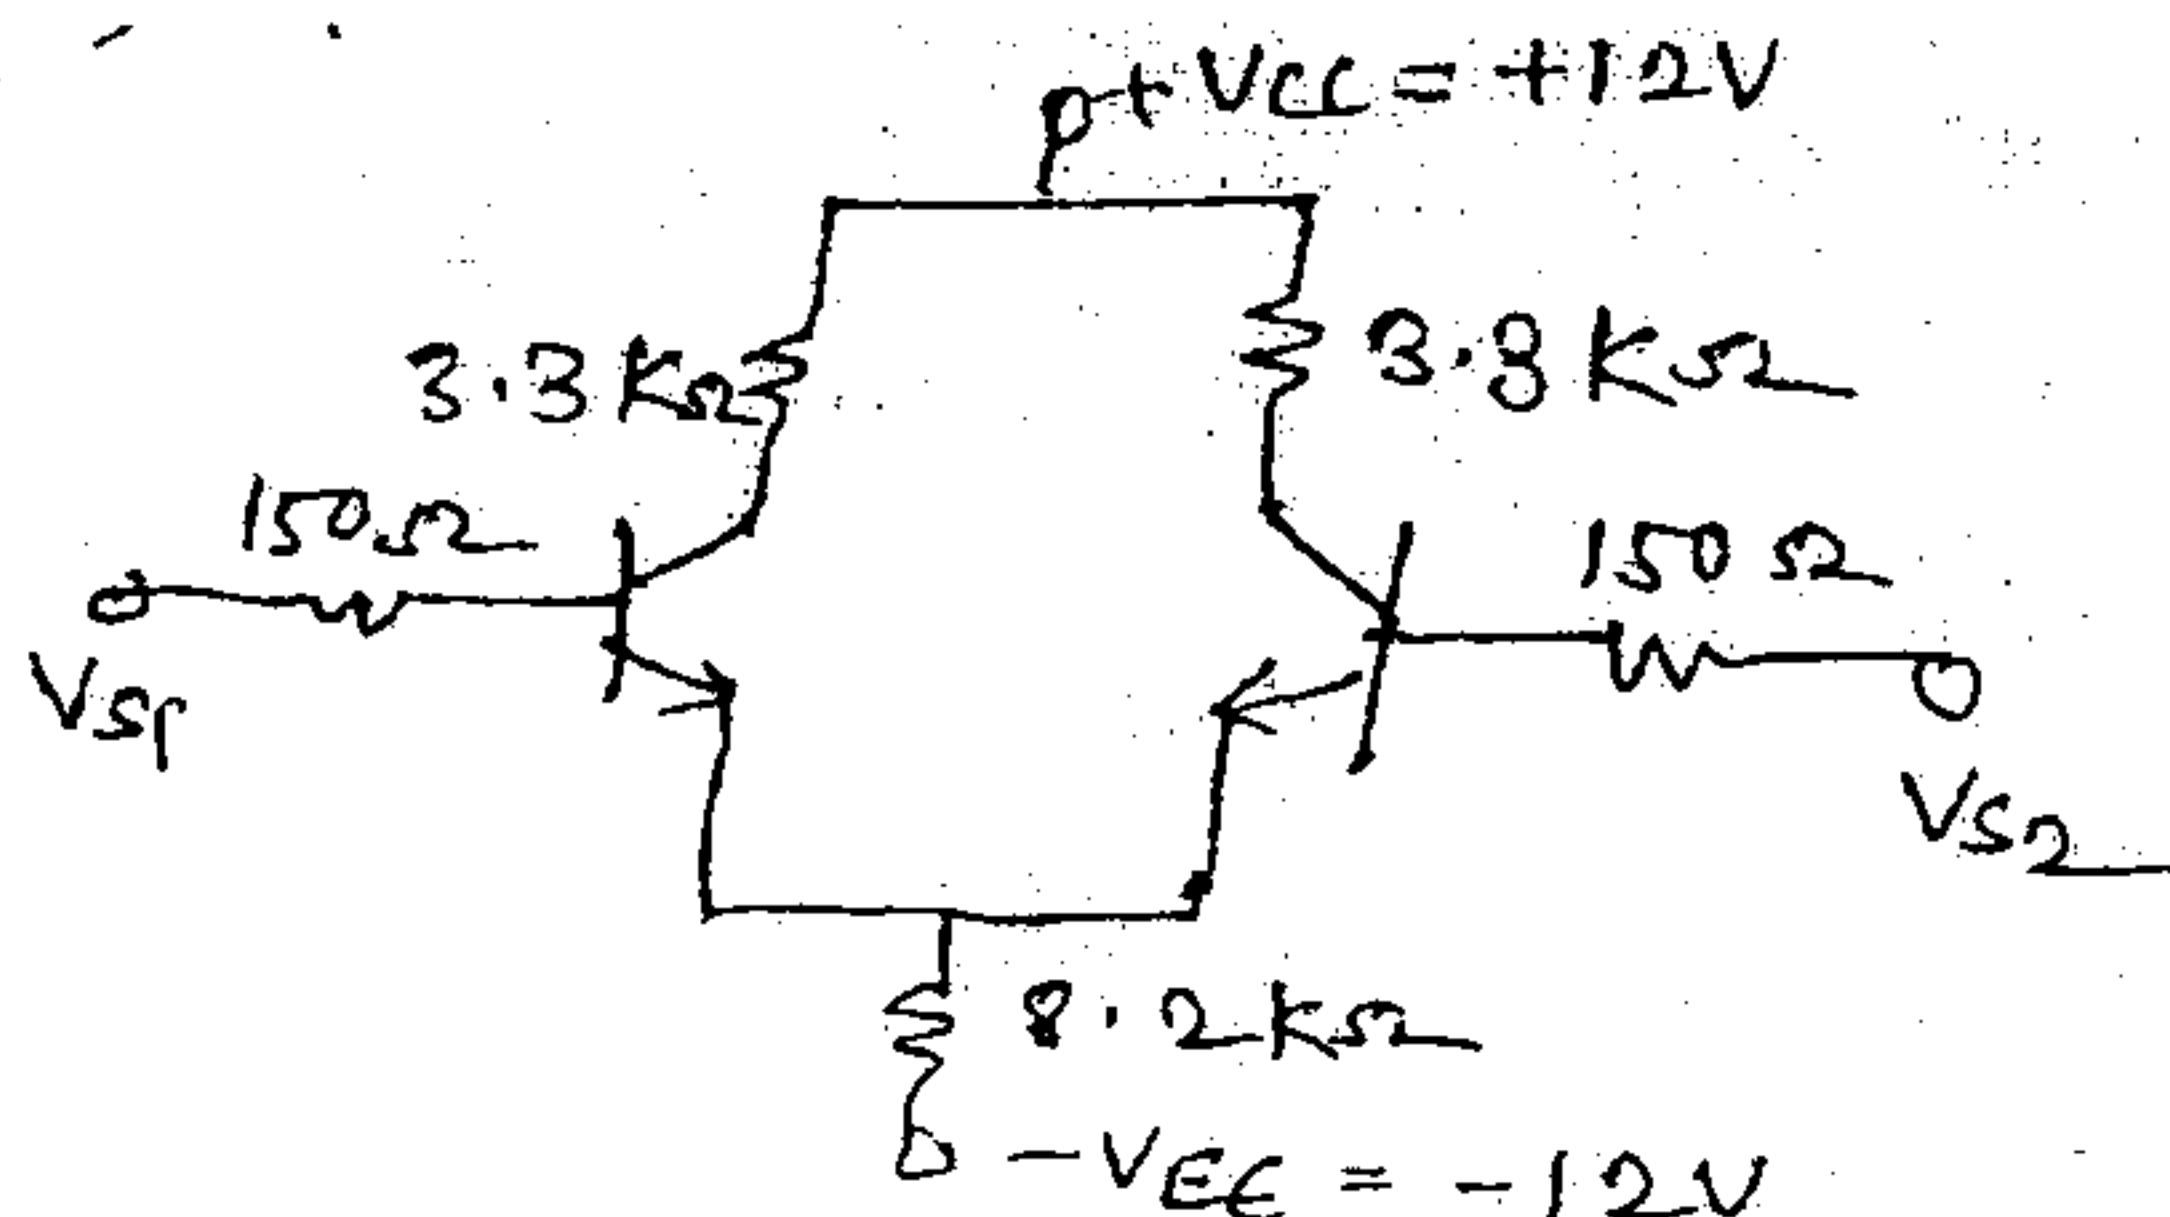 +VCC = +12V
3.3KΩ
3.3KΩ
150Ω
150Ω
VS1
VS2
8.2KΩ
-VEE = -12V